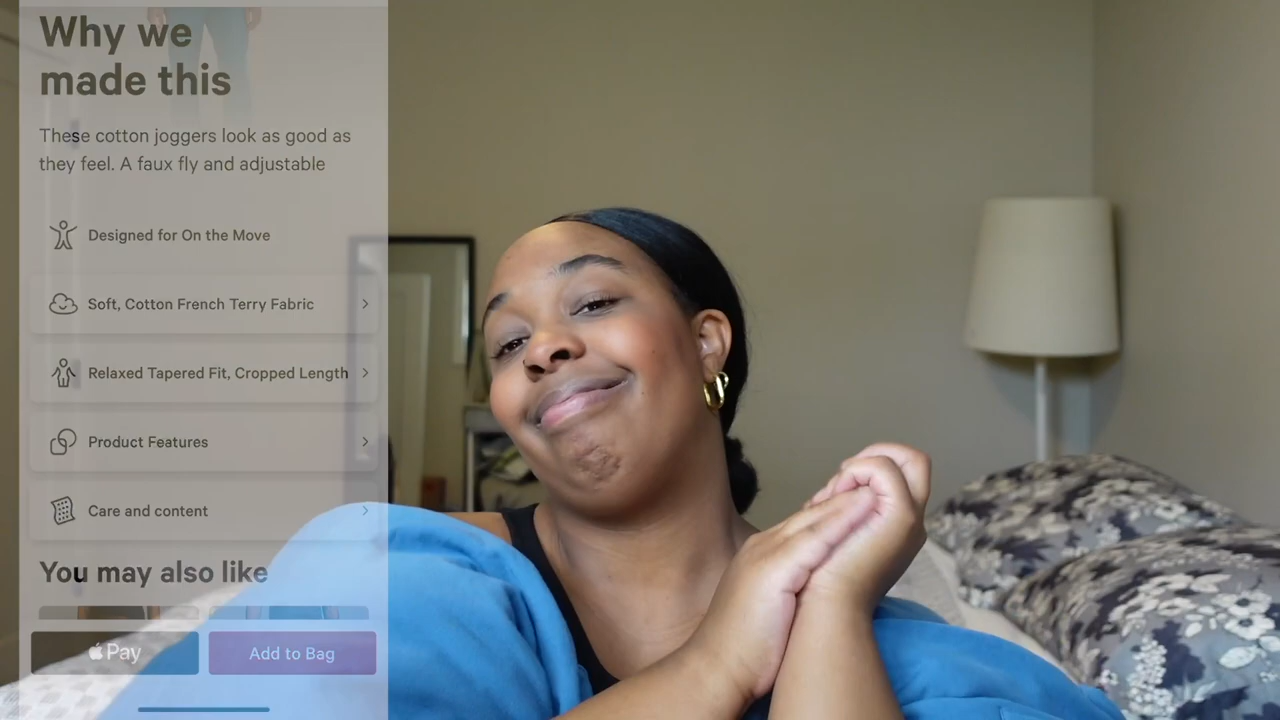 Why we
made this
These cotton joggers look as good as
they feel. A faux fly and adjustable
Designed for On the Move
Soft, Cotton French Terry Fabric
Relaxed Tapered Fit, Cropped Length
Product Features
Care and content
You may also like
Pay
Add to Bag